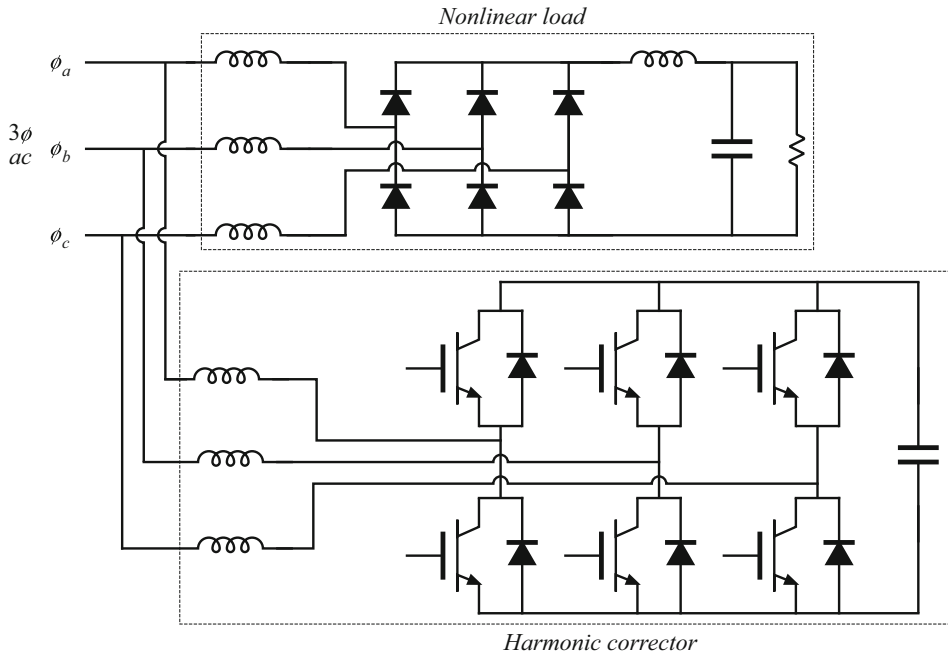 Nonlinear load
ϕa
3ϕ
ac
ϕb
ϕc
Harmonic corrector